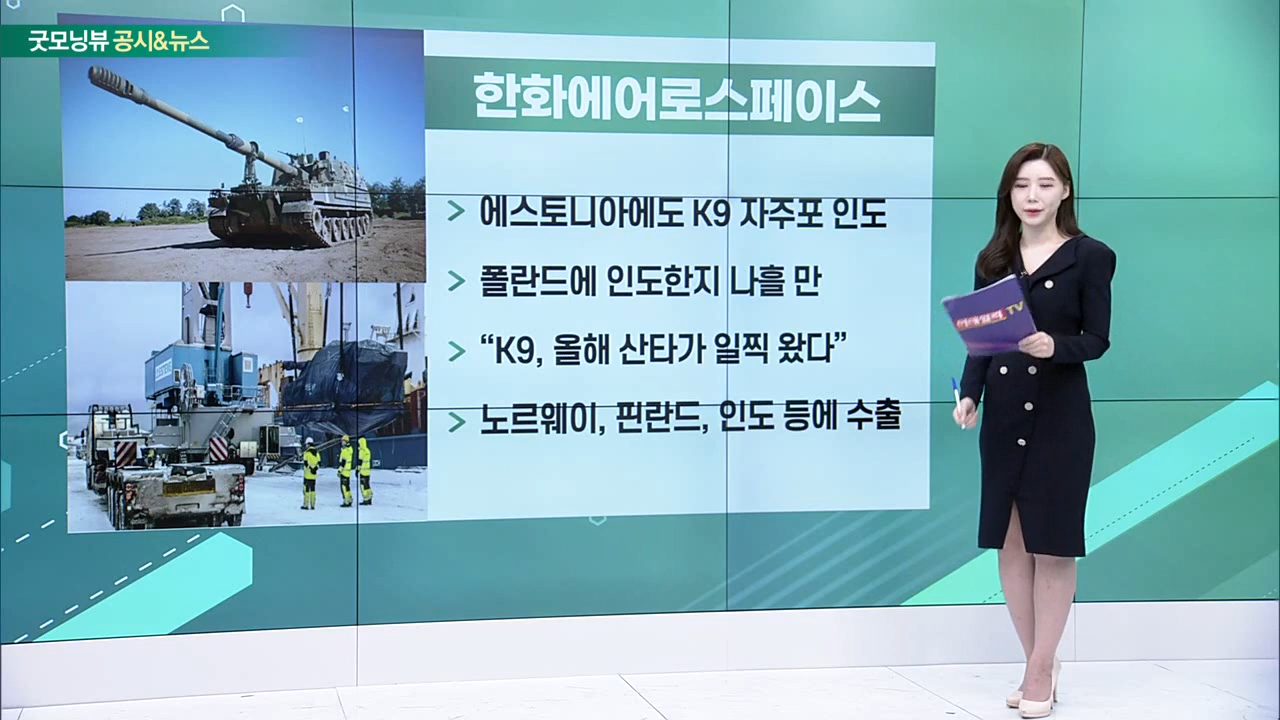 굿모닝뷰 공시&뉴스
한화에어로스페이스
> 에스토니아에도 K9 자주포 인도
> 폴란드에 인도한지 나흘 만
> “K9, 올해 산타가 일찍 왔다”
> 노르웨이, 핀란드, 인도 등에 수출
TV